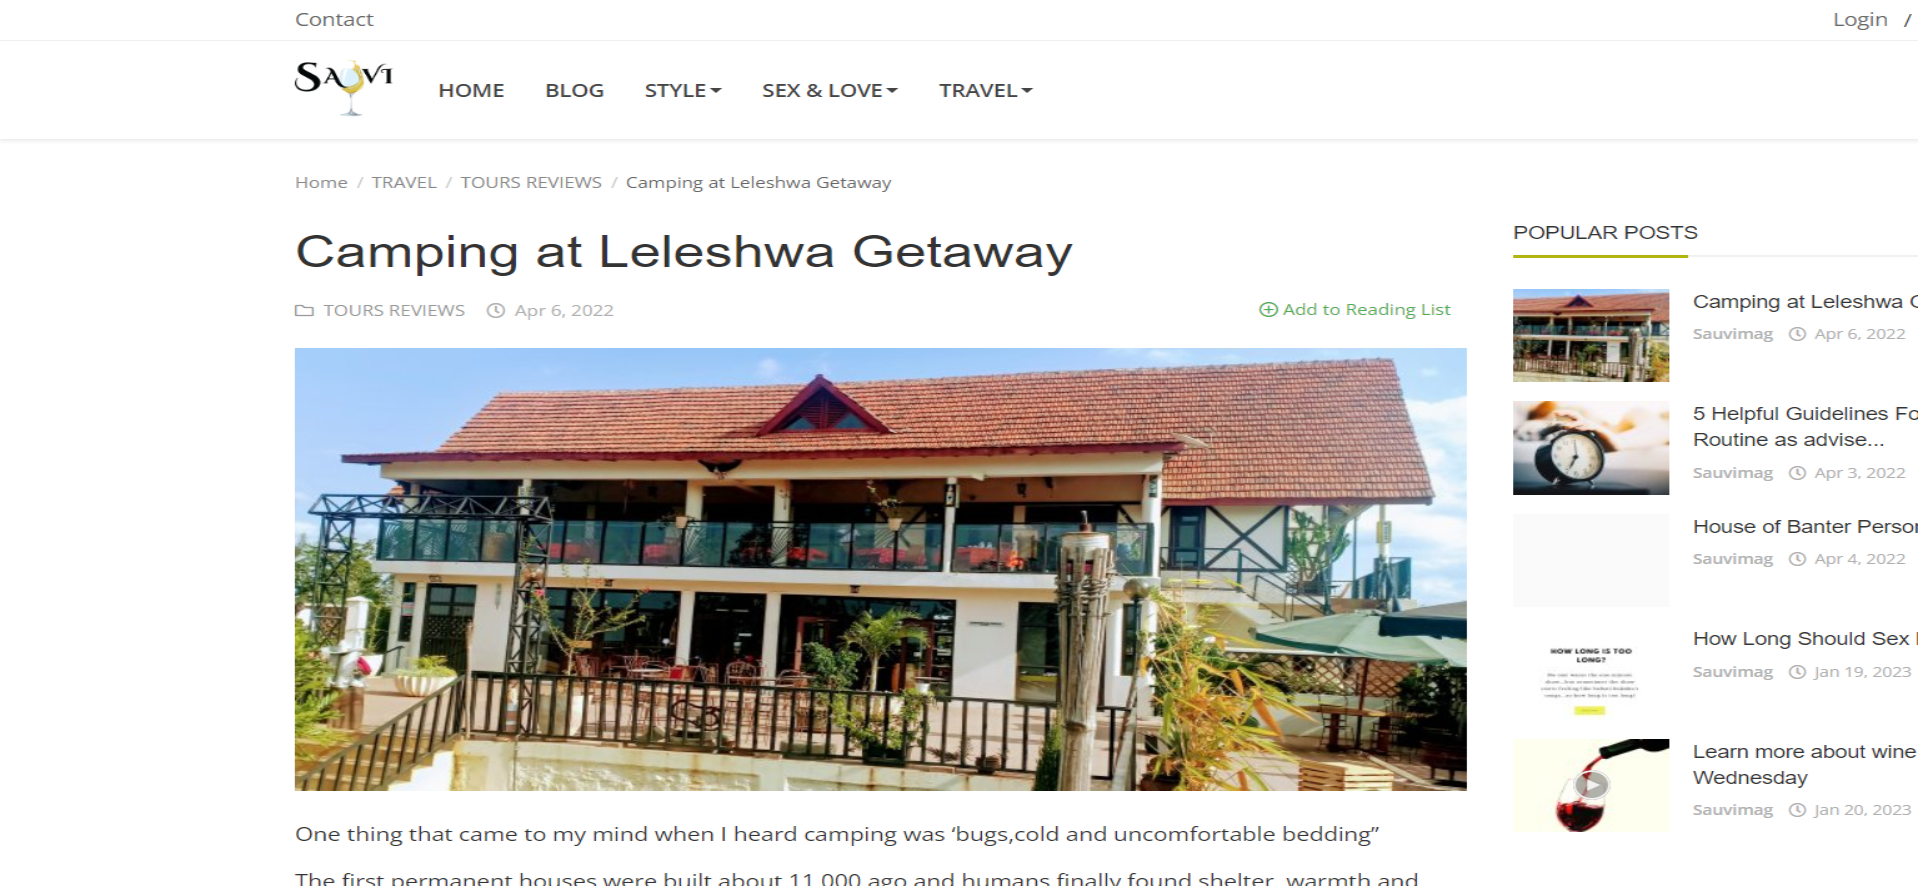 Contact
Login /
SAUVI
HOME
BLOG
STYLE
SEX & LOVE
TRAVEL
Home / TRAVEL / TOURS REVIEWS / Camping at Leleshwa Getaway
Camping at Leleshwa Getaway
TOURS REVIEWS Apr 6, 2022
Add to Reading List
One thing that came to my mind when I heard camping was ‘bugs,cold and uncomfortable bedding”
The first permanent houses were built about 11,000 ago and humans finally found shelter, warmth and
POPULAR POSTS
Camping at Leleshwa
Sauvimag Apr 6, 2022
5 Helpful Guidelines Fo
Routine as advise...
Sauvimag Apr 3, 2022
House of Banter Person
Sauvimag Apr 4, 2022
HOW LONG IS TOO
LONG?
How Long Should Sex
Sauvimag Jan 19, 2023
Learn more about wine
Wednesday
Sauvimag Jan 20, 2023